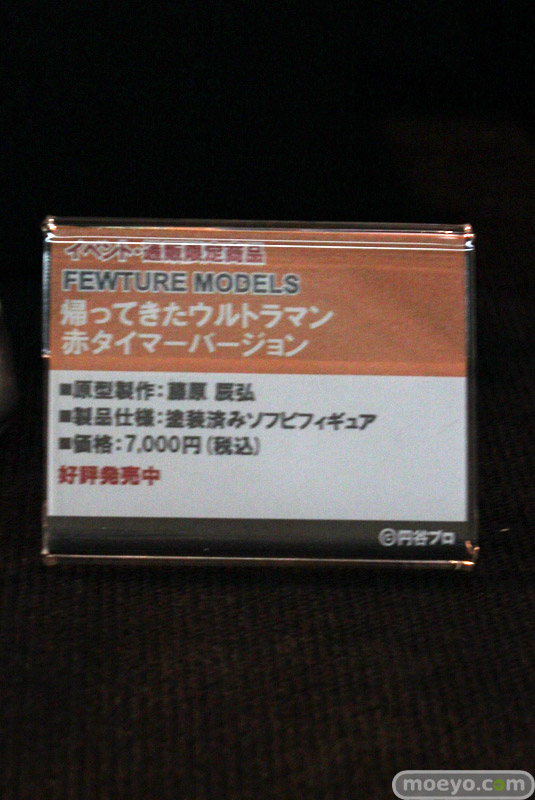 イベント・通販限定商品
FEWTURE MODELS
帰ってきたウルトラマン
赤タイマーバージョン
■原型製作：藤原 辰弘
■製品仕様：塗装済みソフビフィギュア
■価格：7,000円（税込）
好評発売中
©円谷プロ
moeyo.com